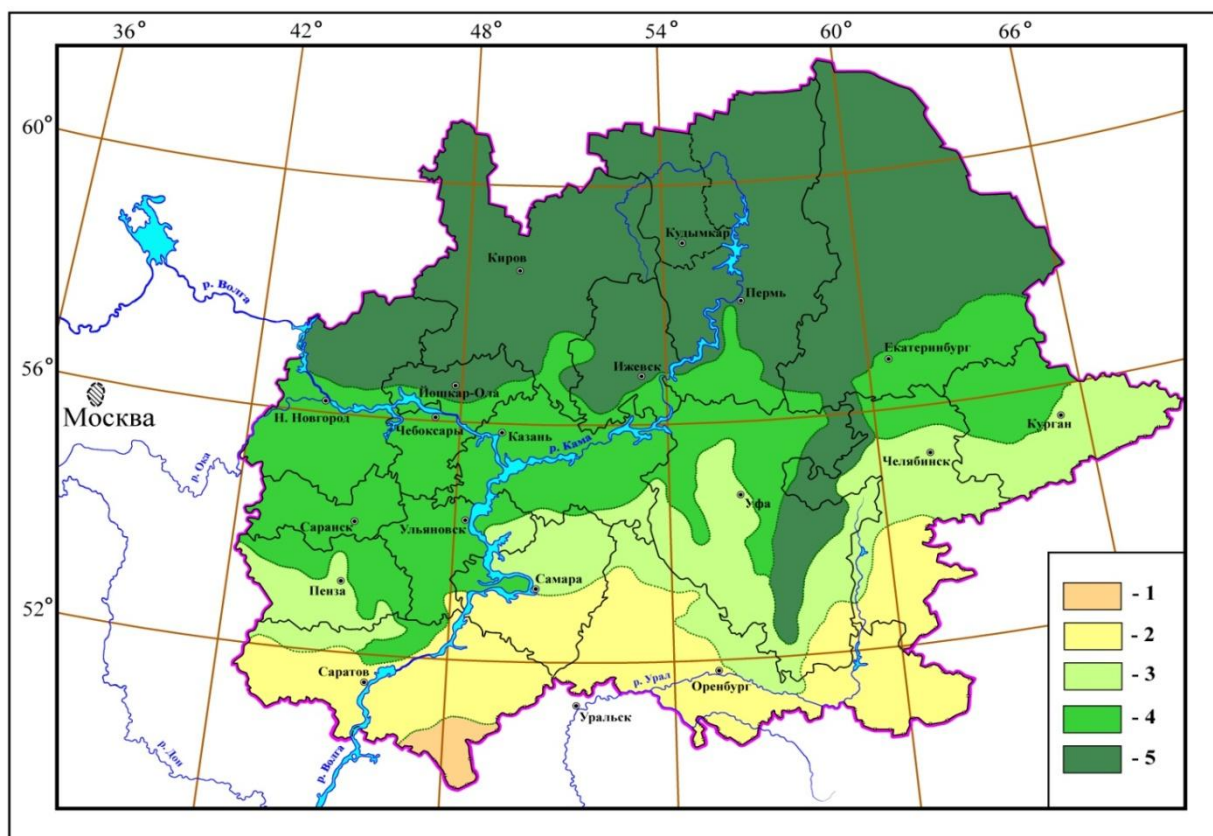 36° 42° 48° 54° 60° 66°
60°
56°
52°
Кудымкар
Киров
р. Волга
Пермь
Екатеринбург
Ижевск
Йошкар-Ола
Москва
Н. Новгород
Чебоксары
Казань
р. Кама
Курган
Челябинск
р. Ока
Уфа
Саранск
Ульяновск
Пенза
Самара
Саратов
р. Урал
Оренбург
Уральск
р. Дон
р. Волга
- 1
- 2
- 3
- 4
- 5